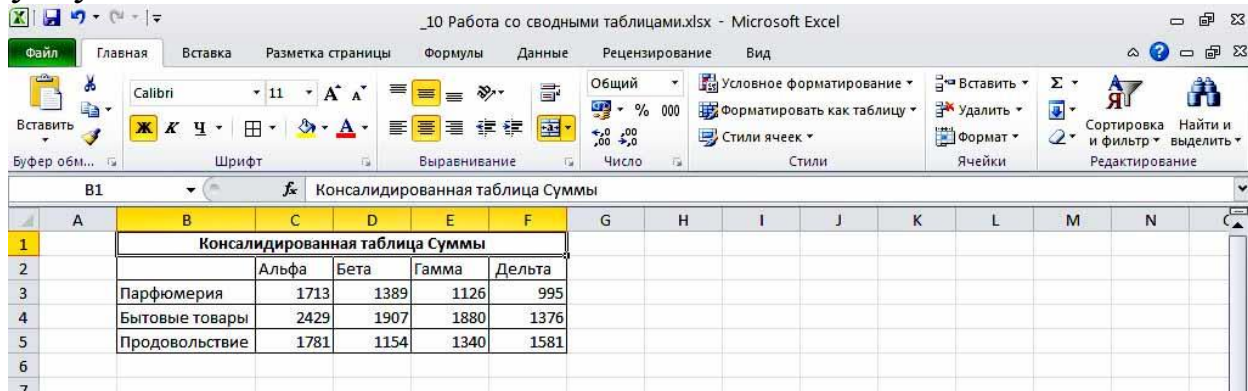 _10 Работа со сводными таблицами.xlsx - Microsoft Excel
Файл Главная Вставка Разметка страницы Формулы Данные Рецензирование Вид
Calibri 11 А А Общий Условное форматирование Вставить Σ
Вставить % 000 Форматировать как таблицу Удалить Сортировка Найти и
Ж К Ч А ,00 ,0 Стили ячеек Формат и фильтр выделить
Буфер обм... Шрифт Выравнивание Число Стили Ячейки Редактирование
B1 fx Консалидированная таблица Суммы
A B C D E F G H I J K L M N
1 Консалидированная таблица Суммы
2 Альфа Бета Гамма Дельта
3 Парфюмерия 1713 1389 1126 995
4 Бытовые товары 2429 1907 1880 1376
5 Продовольствие 1781 1154 1340 1581
6
7